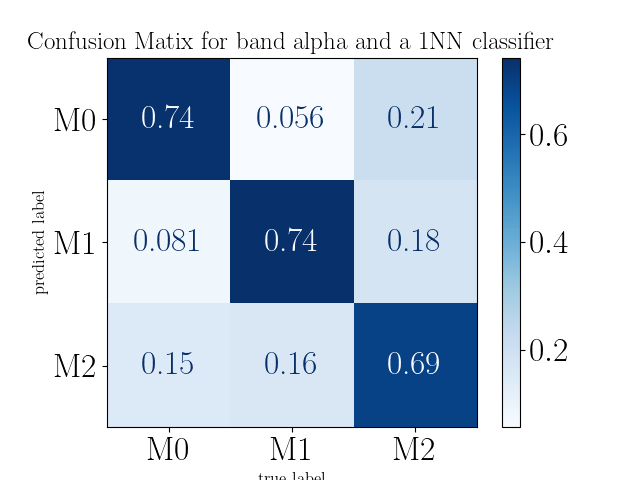 Confusion Matix for band alpha and a 1NN classifier
M0 0.74 0.056 0.21
0.6
M1 0.081 0.74 0.18
0.4
M2 0.15 0.16 0.69
0.2
predicted label
M0 M1 M2
true label